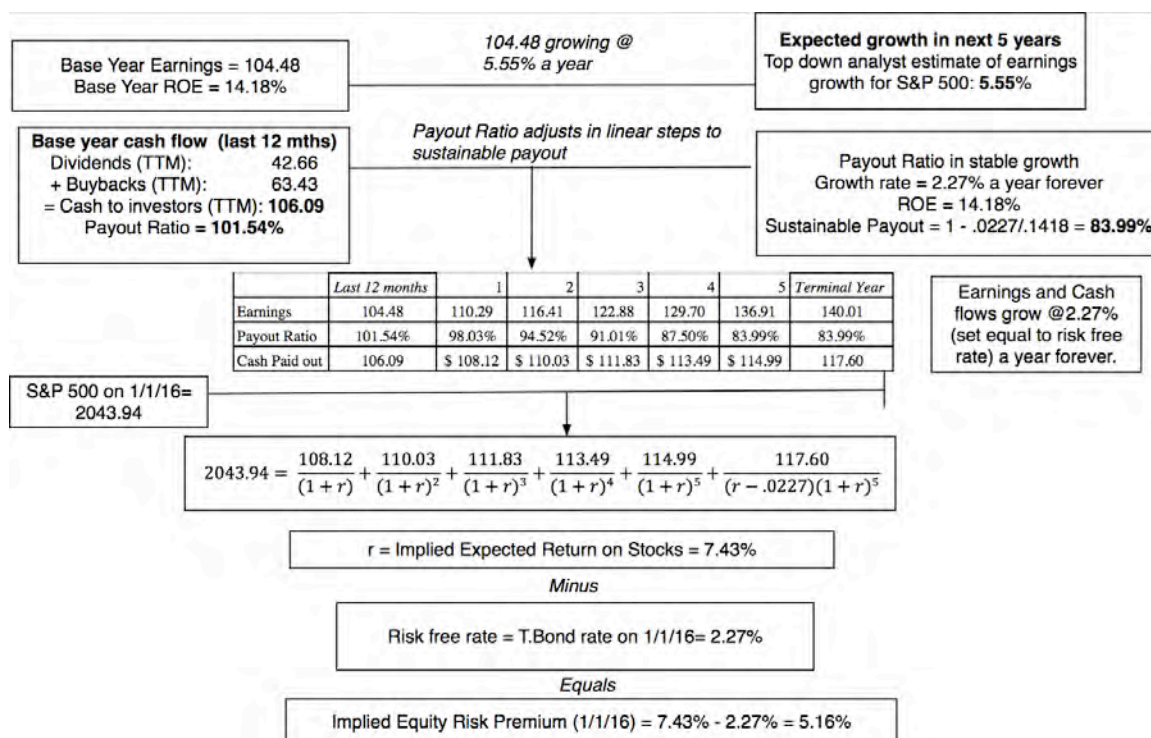 Base Year Earnings = 104.48
Base Year ROE = 14.18%
104.48 growing @
5.55% a year
Expected growth in next 5 years
Top down analyst estimate of earnings
growth for S&P 500: 5.55%
Base year cash flow (last 12 mths)
Dividends (TTM): 42.66
+ Buybacks (TTM): 63.43
= Cash to investors (TTM): 106.09
Payout Ratio = 101.54%
Payout Ratio adjusts in linear steps to
sustainable payout
Payout Ratio in stable growth
Growth rate = 2.27% a year forever
ROE = 14.18%
Sustainable Payout = 1 - .0227/.1418 = 83.99%
Last 12 months 1 2 3 4 5 Terminal Year
Earnings 104.48 110.29 116.41 122.88 129.70 136.91 140.01
Payout Ratio 101.54% 98.03% 94.52% 91.01% 87.50% 83.99% 83.99%
Cash Paid out 106.09 $ 108.12 $ 110.03 $ 111.83 $ 113.49 $ 114.99 117.60
Earnings and Cash
flows grow @2.27%
(set equal to risk free
rate) a year forever.
S&P 500 on 1/1/16=
2043.94
2043.94 = 108.12/(1 + r) + 110.03/(1 + r)² + 111.83/(1 + r)³ + 113.49/(1 + r)⁴ + 114.99/(1 + r)⁵ + 117.60/(r − .0227)(1 + r)⁵
r = Implied Expected Return on Stocks = 7.43%
Minus
Risk free rate = T.Bond rate on 1/1/16= 2.27%
Equals
Implied Equity Risk Premium (1/1/16) = 7.43% - 2.27% = 5.16%